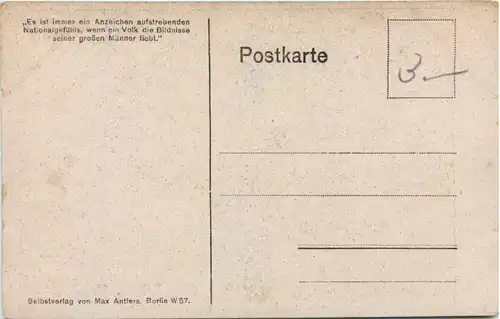 „Es ist immer ein Anzeichen aufstrebenden
Nationalgefühls, wenn ein Volk die Bildnisse
seiner großen Männer liebt.“
Postkarte
3.—
Selbstverlag von Max Antlers, Berlin W 57.